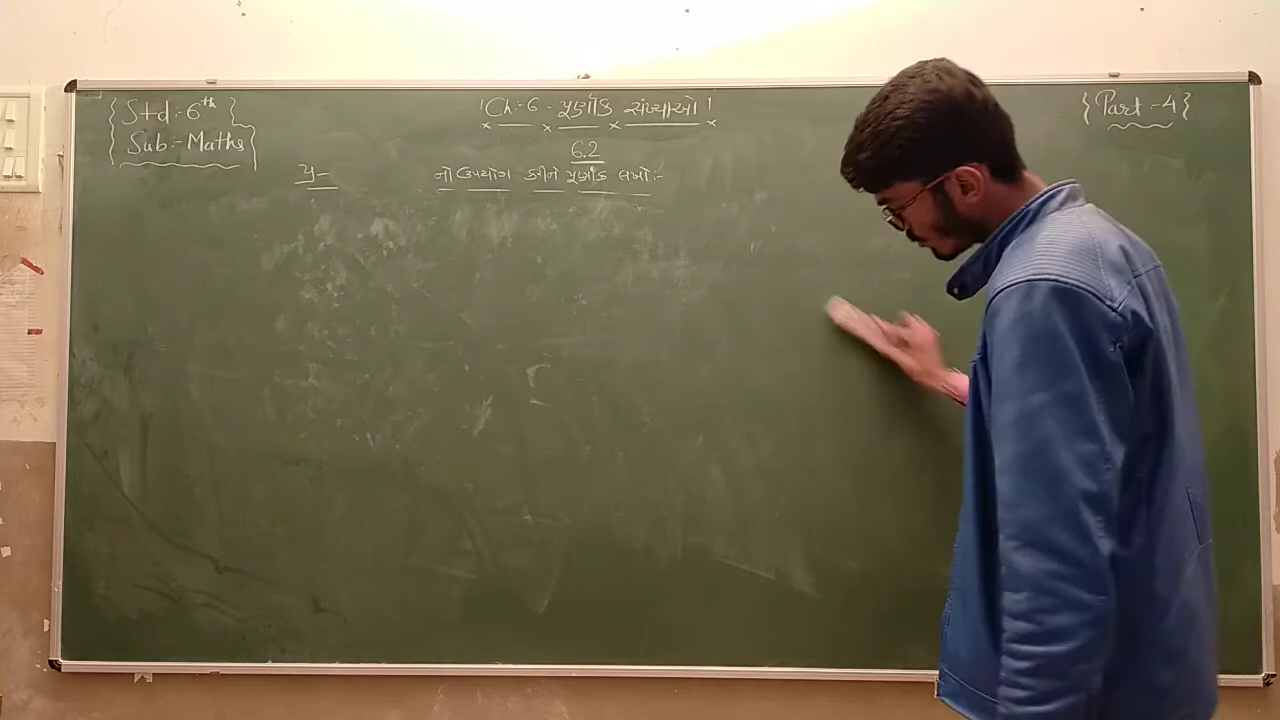 Std :- 6th
Sub :- Maths
'Ch :- 6 - પૂર્ણાંક સંખ્યાઓ'
Part :- 4
6.2
નો ઉપયોગ કરીને પૂર્ણાંક લખો :-